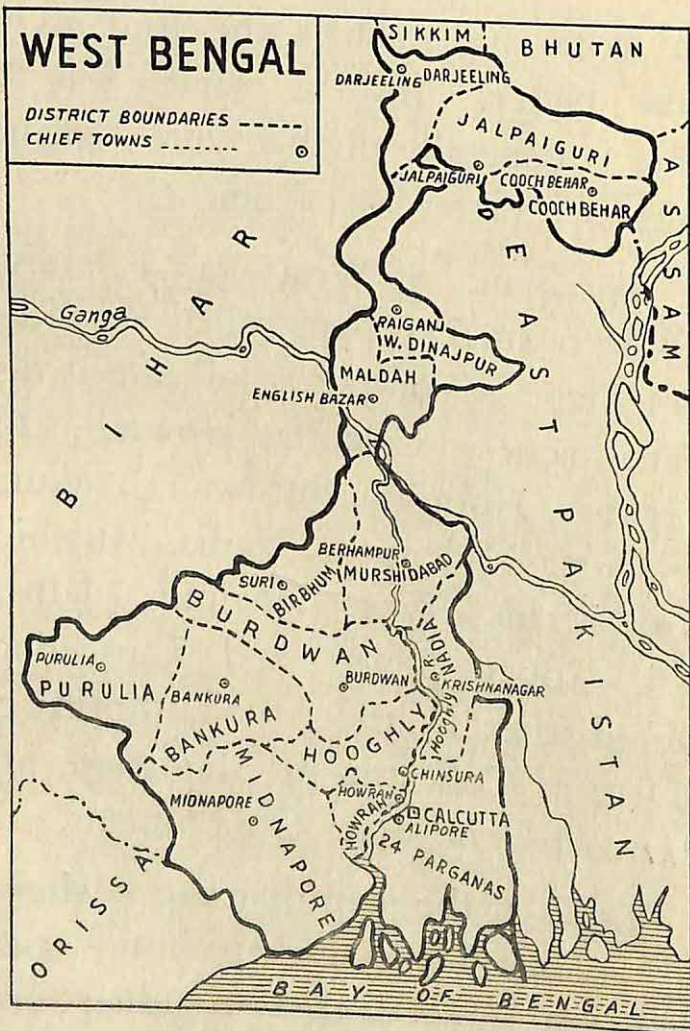 WEST BENGAL
DISTRICT BOUNDARIES
CHIEF TOWNS
SIKKIM
BHUTAN
DARJEELING
DARJEELING
JALPAIGURI
JALPAIGURI
COOCH BEHAR
COOCH BEHAR
ASSAM
BIHAR
EAST PAKISTAN
Ganga
RAIGANJ
W. DINAJPUR
MALDAH
ENGLISH BAZAR
BERHAMPUR
MURSHIDABAD
SURI
BIRBHUM
BURDWAN
NADIA
PURULIA
PURULIA
BANKURA
BURDWAN
KRISHNANAGAR
BANKURA
HOOGHLY
Hooghly R.
CHINSURA
MIDNAPORE
HOWRAH
CALCUTTA
ALIPORE
HOWRAH
MIDNAPORE
24 PARGANAS
ORISSA
BAY OF BENGAL